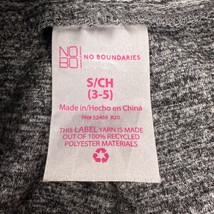 NO
BO
NO BOUNDARIES
S/CH
(3-5)
Made in/Hecho en China
THIS LABEL YARN IS MADE
OUT OF 100% RECYCLED
POLYESTER MATERIALS